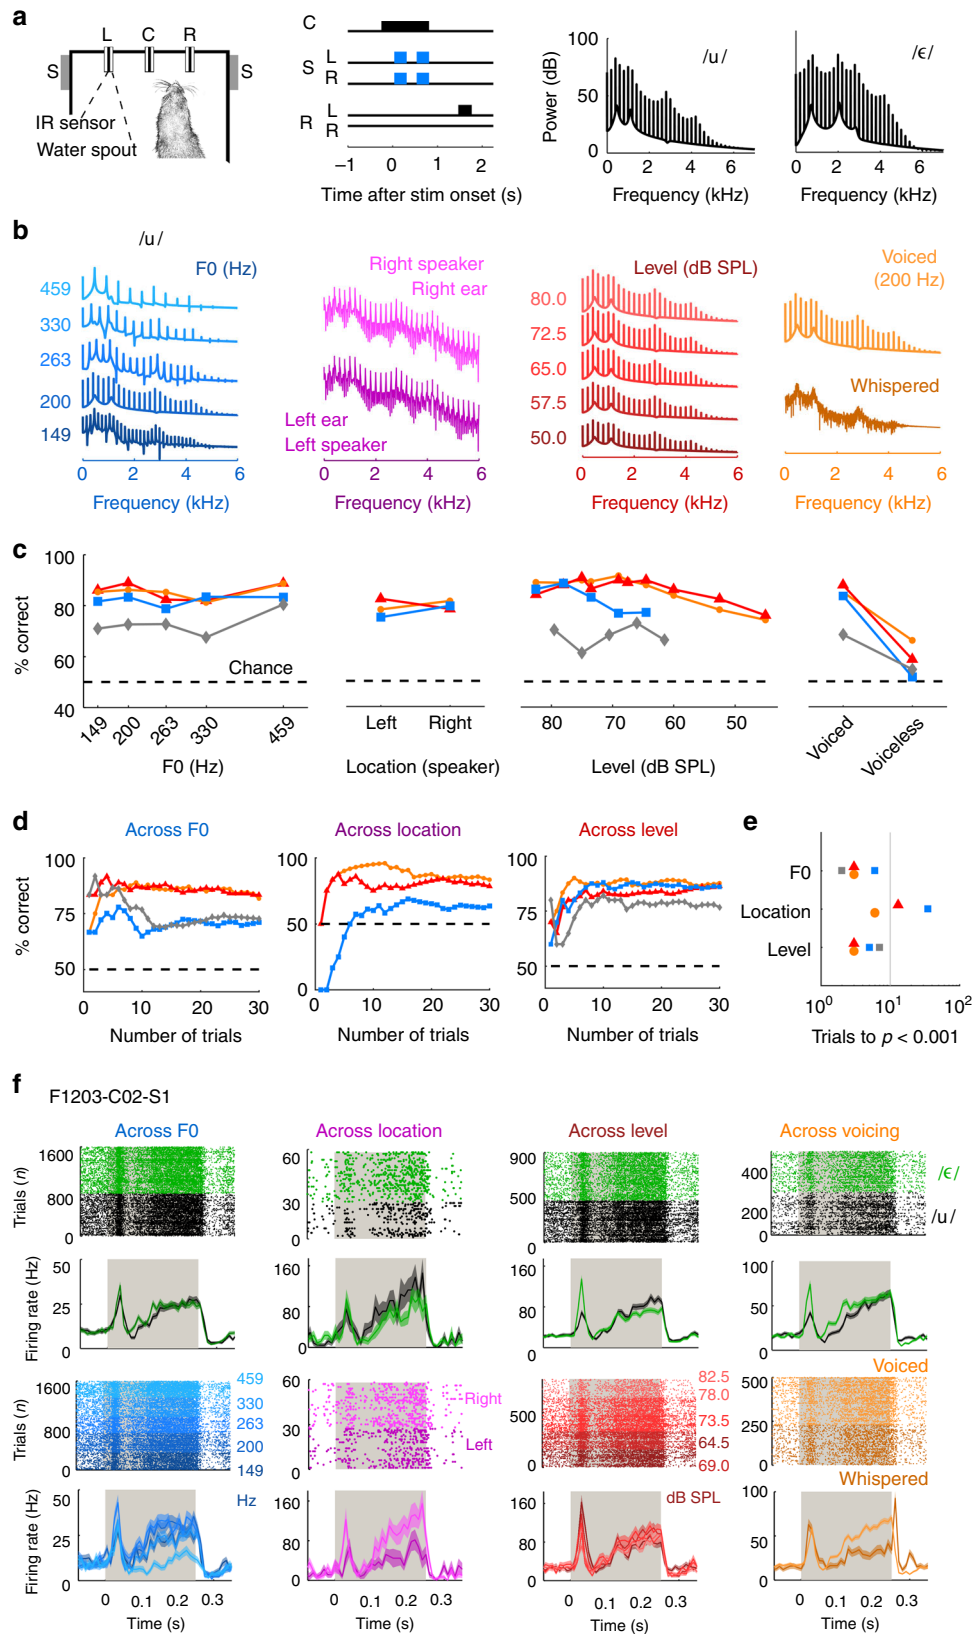 a
L C R
S S
IR sensor
Water spout
C
L
S
R
L
R
R
−1 0 1 2
Time after stim onset (s)
100
50
0
Power (dB)
/u/
0 2 4 6
Frequency (kHz)
/ϵ/
0 2 4 6
Frequency (kHz)
b
/u/
F0 (Hz)
459
330
263
200
149
0 2 4 6
Frequency (kHz)
Right speaker
Right ear
Left ear
Left speaker
0 2 4 6
Frequency (kHz)
Level (dB SPL)
80.0
72.5
65.0
57.5
50.0
0 2 4 6
Frequency (kHz)
Voiced
(200 Hz)
Whispered
0 2 4 6
Frequency (kHz)
c
100
80
60
40
% correct
Chance
149 200 263 330 459
F0 (Hz)
Left Right
Location (speaker)
80 70 60 50
Level (dB SPL)
Voiced Voiceless
d
Across F0
100
75
50
% correct
0 10 20 30
Number of trials
Across location
100
50
0
0 10 20 30
Number of trials
Across level
100
75
50
0 10 20 30
Number of trials
e
F0
Location
Level
10⁰ 10¹ 10²
Trials to p < 0.001
f
F1203-C02-S1
Across F0
1600
800
0
Trials (n)
Across location
60
30
0
Across level
900
500
0
Across voicing
400
200
0
/ϵ/
/u/
50
25
0
Firing rate (Hz)
160
80
0
160
80
0
100
50
0
1600
800
0
Trials (n)
459
330
263
200
149
Hz
60
30
0
Right
Left
500
0
82.5
78.0
73.5
64.5
69.0
dB SPL
Voiced
500
250
0
Whispered
50
25
0
Firing rate (Hz)
0 0.1 0.2 0.3
Time (s)
160
80
0
0 0.1 0.2 0.3
Time (s)
160
80
0
0 0.1 0.2 0.3
Time (s)
100
50
0
0 0.1 0.2 0.3
Time (s)